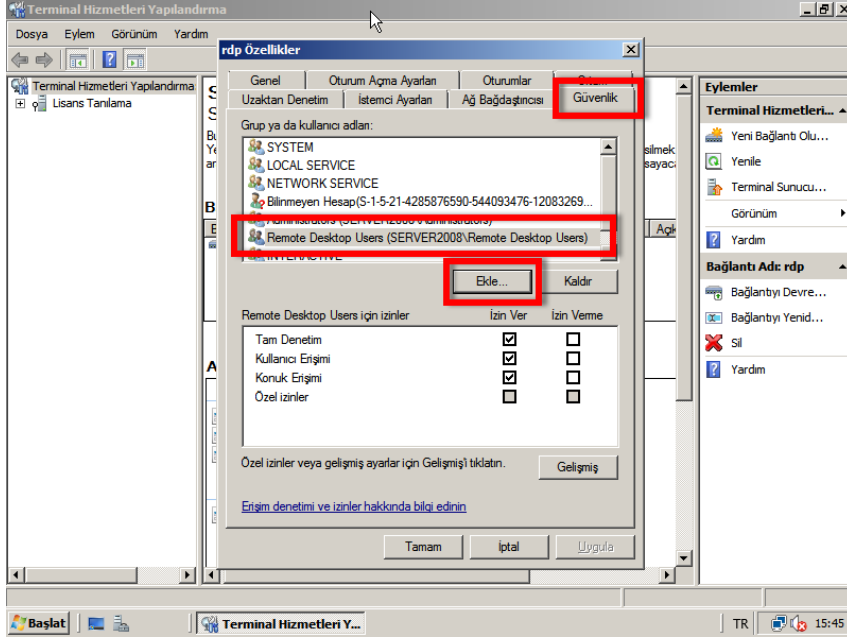 Terminal Hizmetleri Yapılandırma
Dosya Eylem Görünüm Yardım
Terminal Hizmetleri Yapılandırma
Lisans Tanılama
rdp Özellikler
Genel Oturum Açma Ayarları Oturumlar
Uzaktan Denetim İstemci Ayarları Ağ Bağdaştırıcısı Güvenlik
Grup ya da kullanıcı adları:
SYSTEM
LOCAL SERVICE
NETWORK SERVICE
Bilinmeyen Hesap(S-1-5-21-4285876590-544093476-12083269...
Administrators (SERVER2008\Administrators)
Remote Desktop Users (SERVER2008\Remote Desktop Users)
INTERACTIVE
Ekle... Kaldır
Remote Desktop Users için izinler İzin Ver İzin Verme
Tam Denetim
Kullanıcı Erişimi
Konuk Erişimi
Özel izinler
Özel izinler veya gelişmiş ayarlar için Gelişmiş'i tıklatın. Gelişmiş
Erişim denetimi ve izinler hakkında bilgi edinin
Tamam İptal Uygula
Eylemler
Terminal Hizmetleri...
Yeni Bağlantı Olu...
Yenile
Terminal Sunucu...
Görünüm
Yardım
Bağlantı Adı: rdp
Bağlantıyı Devre...
Bağlantıyı Yenid...
Sil
Yardım
Başlat Terminal Hizmetleri Y... TR 15:45